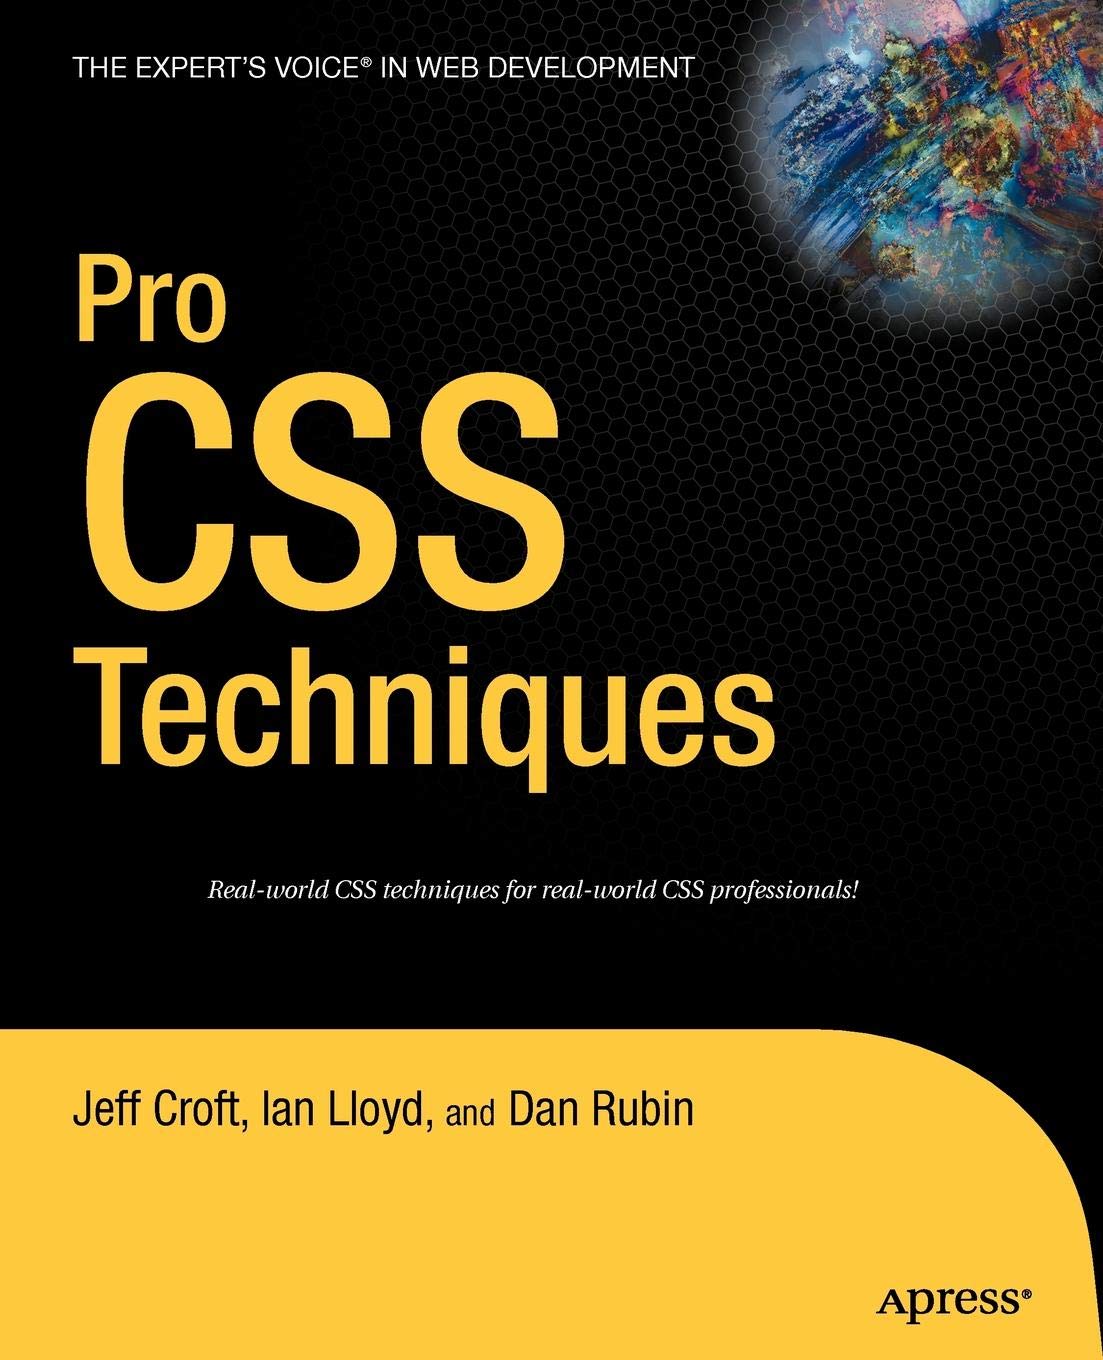 THE EXPERT'S VOICE® IN WEB DEVELOPMENT
Pro
CSS
Techniques
Real-world CSS techniques for real-world CSS professionals!
Jeff Croft, Ian Lloyd, and Dan Rubin
Apress®